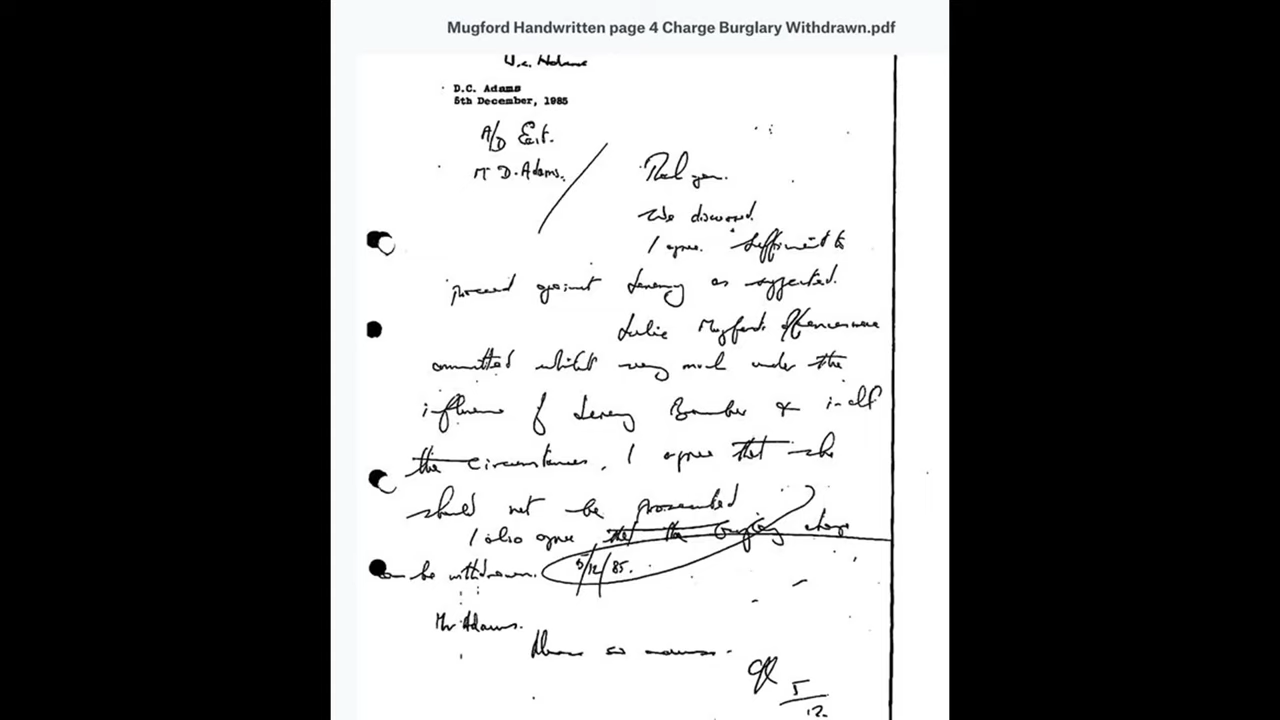 Mugford Handwritten page 4 Charge Burglary Withdrawn.pdf
D.C. Adams
5th December, 1985
A/D Ext.
Mr D. Adams.
Thank you.
We discussed.
I agree. Sufficient to
proceed against Jeremy as suggested.
Julie Mugford's offences were
committed whilst very much under the
influence of Jeremy Bamber & in all
the circumstances, I agree that she
should not be prosecuted
I also agree that the burglary charge
can be withdrawn. 5/12/85.
Mr Adams.
5
12.